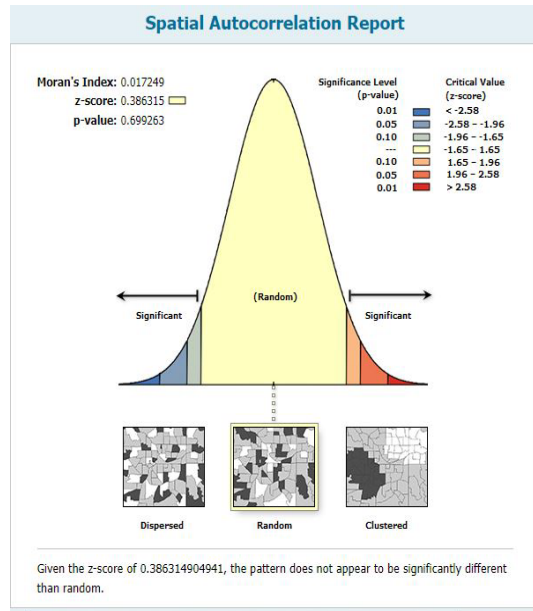 Spatial Autocorrelation Report
Moran's Index: 0.017249
z-score: 0.386315
p-value: 0.699263
Significance Level
(p-value)
Critical Value
(z-score)
0.01 < -2.58
0.05 -2.58 – -1.96
0.10 -1.96 – -1.65
--- -1.65 – 1.65
0.10 1.65 – 1.96
0.05 1.96 – 2.58
0.01 > 2.58
(Random)
Significant
Significant
Dispersed
Random
Clustered
Given the z-score of 0.386314904941, the pattern does not appear to be significantly different
than random.